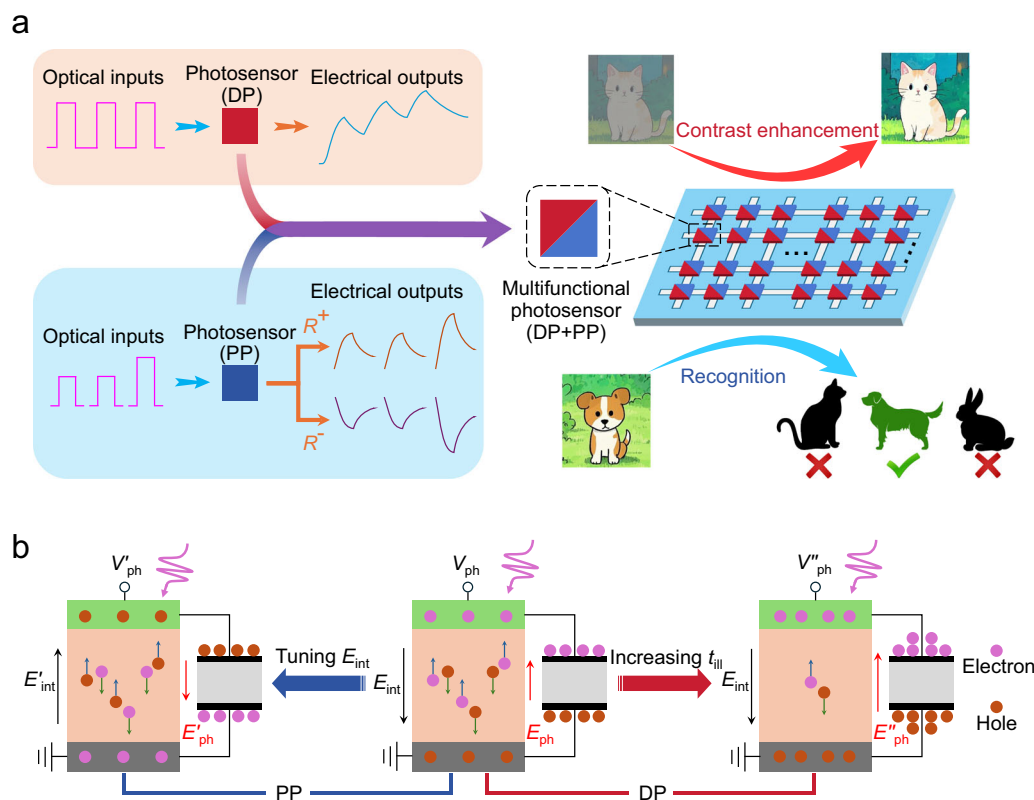 a
Optical inputs
Photosensor
(DP)
Electrical outputs
Contrast enhancement
Optical inputs
Photosensor
(PP)
Electrical outputs
R+
R-
Multifunctional
photosensor
(DP+PP)
...
Recognition
b
V'ph
E'int
E'ph
Tuning Eint
Vph
Eint
Eph
Increasing till
V''ph
Eint
E''ph
Electron
Hole
PP
DP